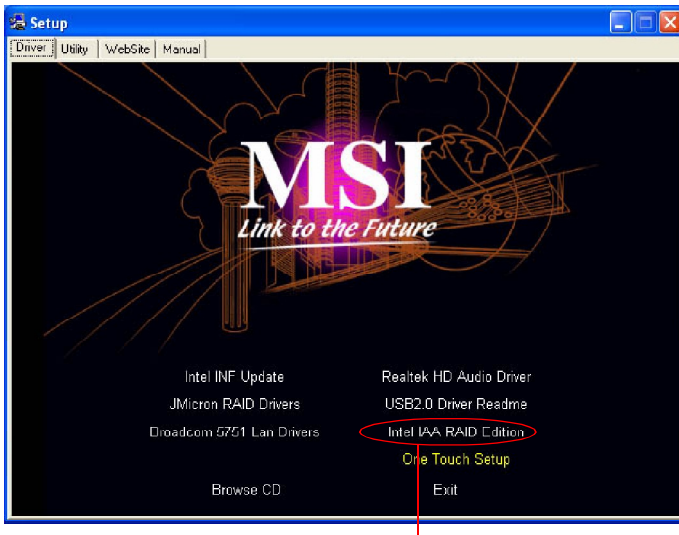 Setup
Driver Utility WebSite Manual
MSI
Link to the Future
Intel INF Update Realtek HD Audio Driver
JMicron RAID Drivers USB2.0 Driver Readme
Broadcom 5751 Lan Drivers Intel IAA RAID Edition
One Touch Setup
Browse CD Exit